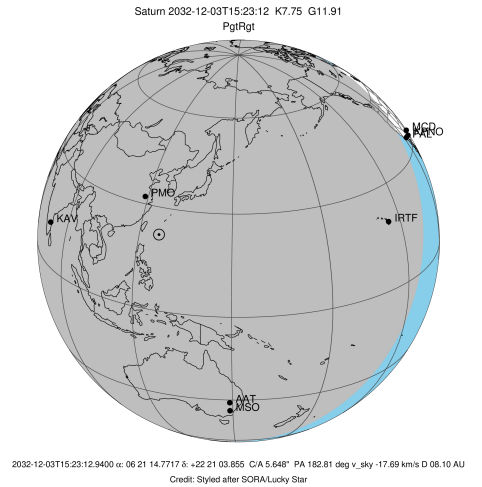 Saturn 2032-12-03T15:23:12 K7.75 G11.91
PgtRgt
MCD
PMO
KAV
IRTF
AAT
MSO
2032-12-03T15:23:12.9400 α: 06 21 14.7717 δ: +22 21 03.855 C/A 5.648" PA 182.81 deg v_sky -17.69 km/s D 08.10 AU
Credit: Styled after SORA/Lucky Star